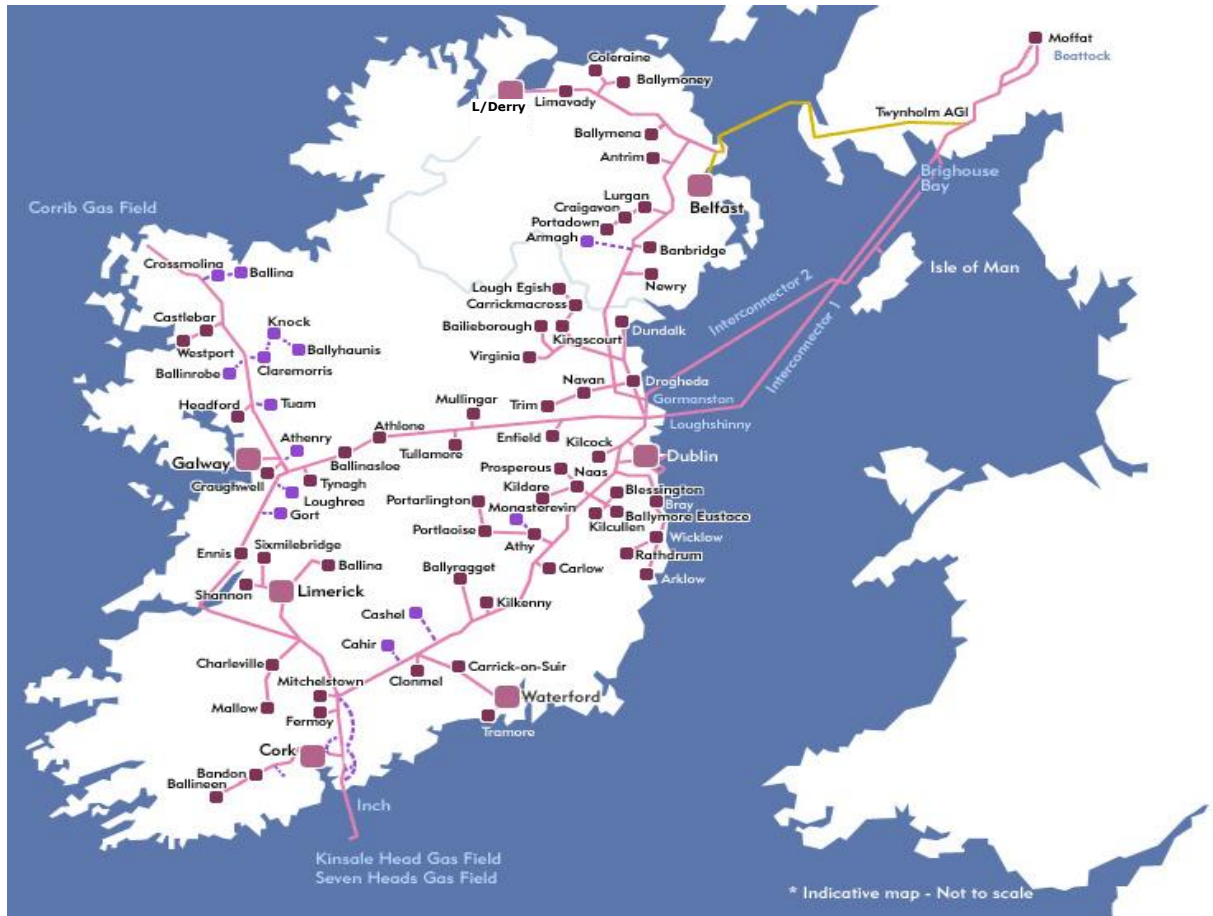 Moffat
Beattock
Coleraine
Ballymoney
L/Derry
Limavady
Twynholm AGI
Ballymena
Antrim
Brighouse
Bay
Lurgan
Craigavon
Portadown
Armagh
Belfast
Banbridge
Corrib Gas Field
Crossmolina
Ballina
Isle of Man
Newry
Lough Egish
Carrickmacross
Interconnector 2
Interconnector 1
Castlebar
Westport
Knock
Ballyhaunis
Claremorris
Ballinrobe
Bailieborough
Kingscourt
Dundalk
Virginia
Navan
Drogheda
Gormanston
Trim
Mullingar
Headford
Tuam
Athlone
Loughshinny
Enfield
Kilcock
Athenry
Galway
Ballinasloe
Tullamore
Dublin
Prosperous
Naas
Craughwell
Tynagh
Loughrea
Gort
Kildare
Blessington
Bray
Portarlington
Monasterevin
Ballymore Eustace
Kilcullen
Portlaoise
Athy
Wicklow
Rathdrum
Ennis
Sixmilebridge
Ballina
Shannon
Limerick
Ballyragget
Carlow
Arklow
Kilkenny
Cashel
Cahir
Charleville
Mitchelstown
Clonmel
Carrick-on-Suir
Waterford
Mallow
Fermoy
Tramore
Cork
Bandon
Ballineen
Inch
Kinsale Head Gas Field
Seven Heads Gas Field
* Indicative map - Not to scale